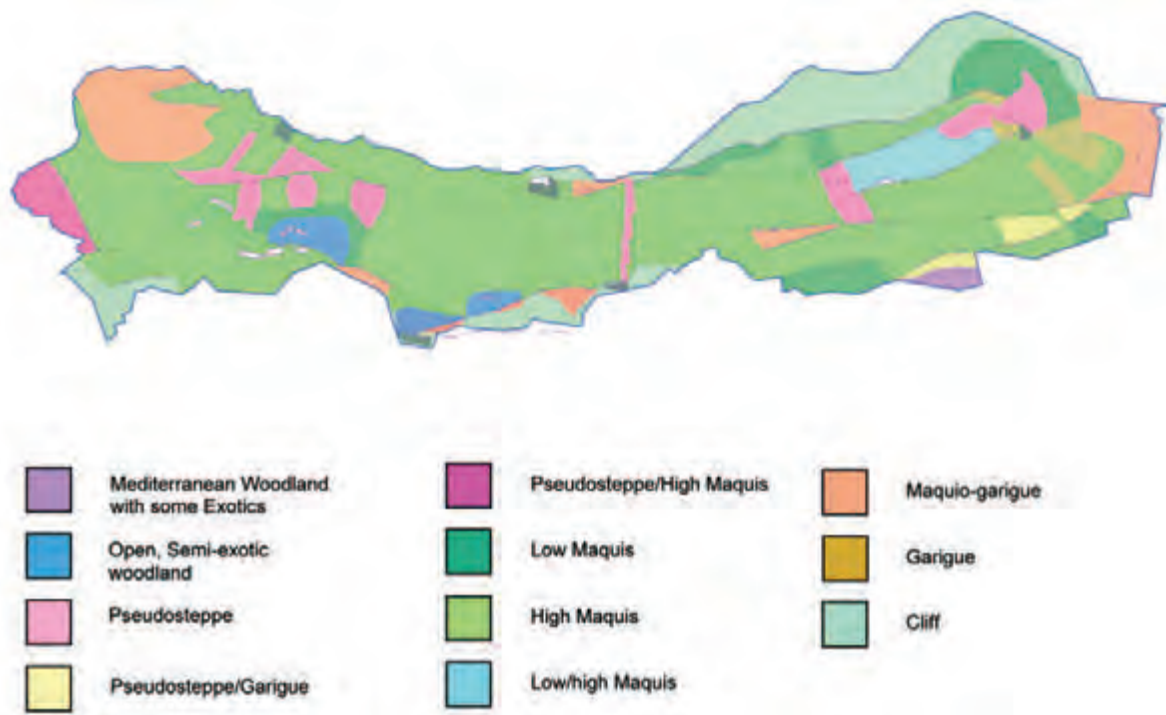 Mediterranean Woodland
with some Exotics
Open, Semi-exotic
woodland
Pseudosteppe
Pseudosteppe/Garigue
Pseudosteppe/High Maquis
Low Maquis
High Maquis
Low/high Maquis
Maquio-garigue
Garigue
Cliff